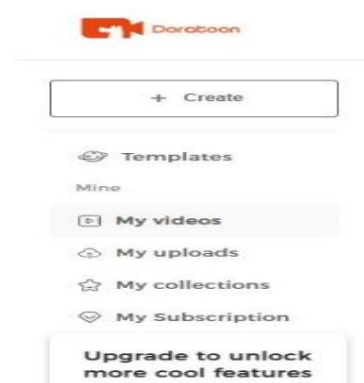 Doratoon
+ Create
Templates
Mine
My videos
My uploads
My collections
My Subscription
Upgrade to unlock
more cool features